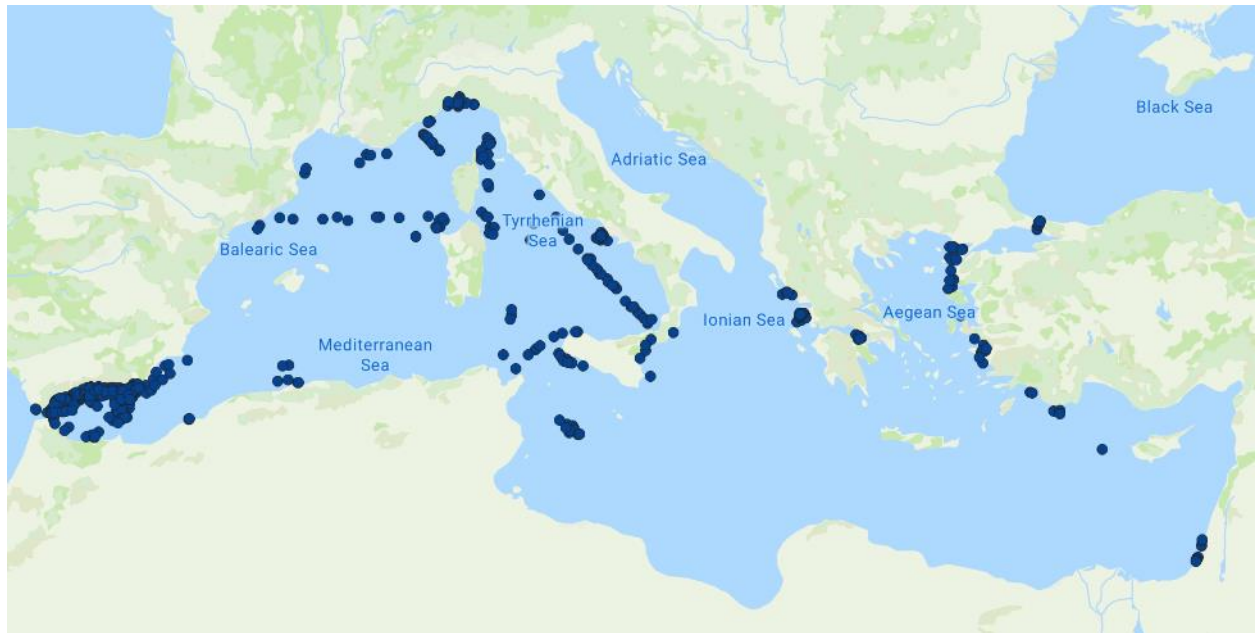 Black Sea
Adriatic Sea
Tyrrhenian
Sea
Balearic Sea
Ionian Sea
Aegean Sea
Mediterranean
Sea